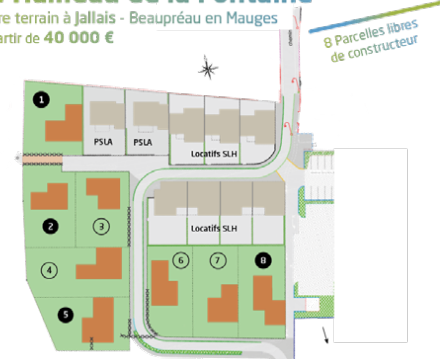 re terrain à Jallais - Beaupréau en Mauges
partir de 40 000 €
8 Parcelles libres
de constructeur
1
PSLA
PSLA
Locatifs SLH
2
3
Locatifs SLH
4
6
7
8
5